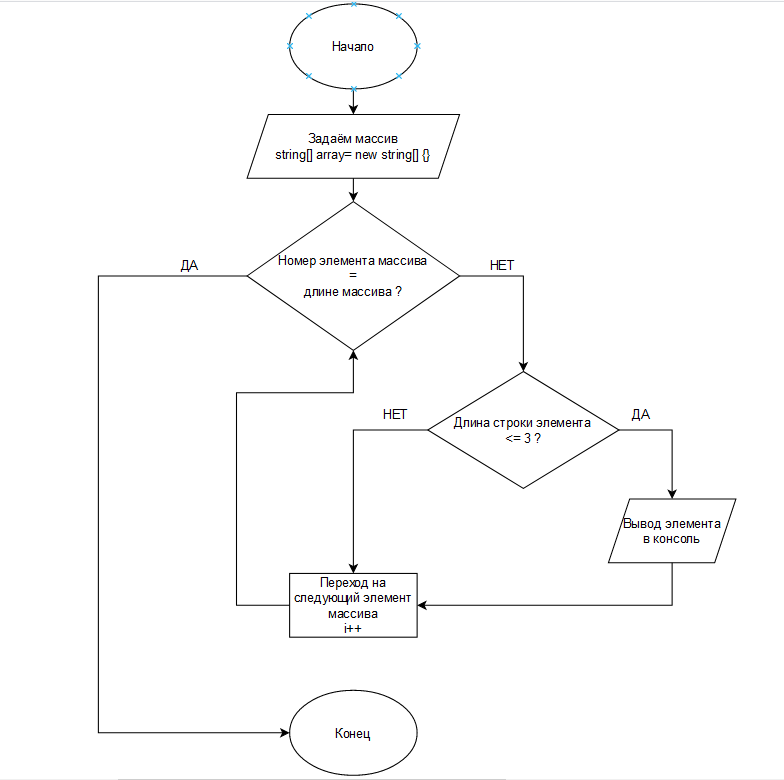 Начало
Задаём массив
string[] array= new string[] {}
ДА
НЕТ
Номер элемента массива
=
длине массива ?
НЕТ
ДА
Длина строки элемента
<= 3 ?
Вывод элемента
в консоль
Переход на
следующий элемент
массива
i++
Конец